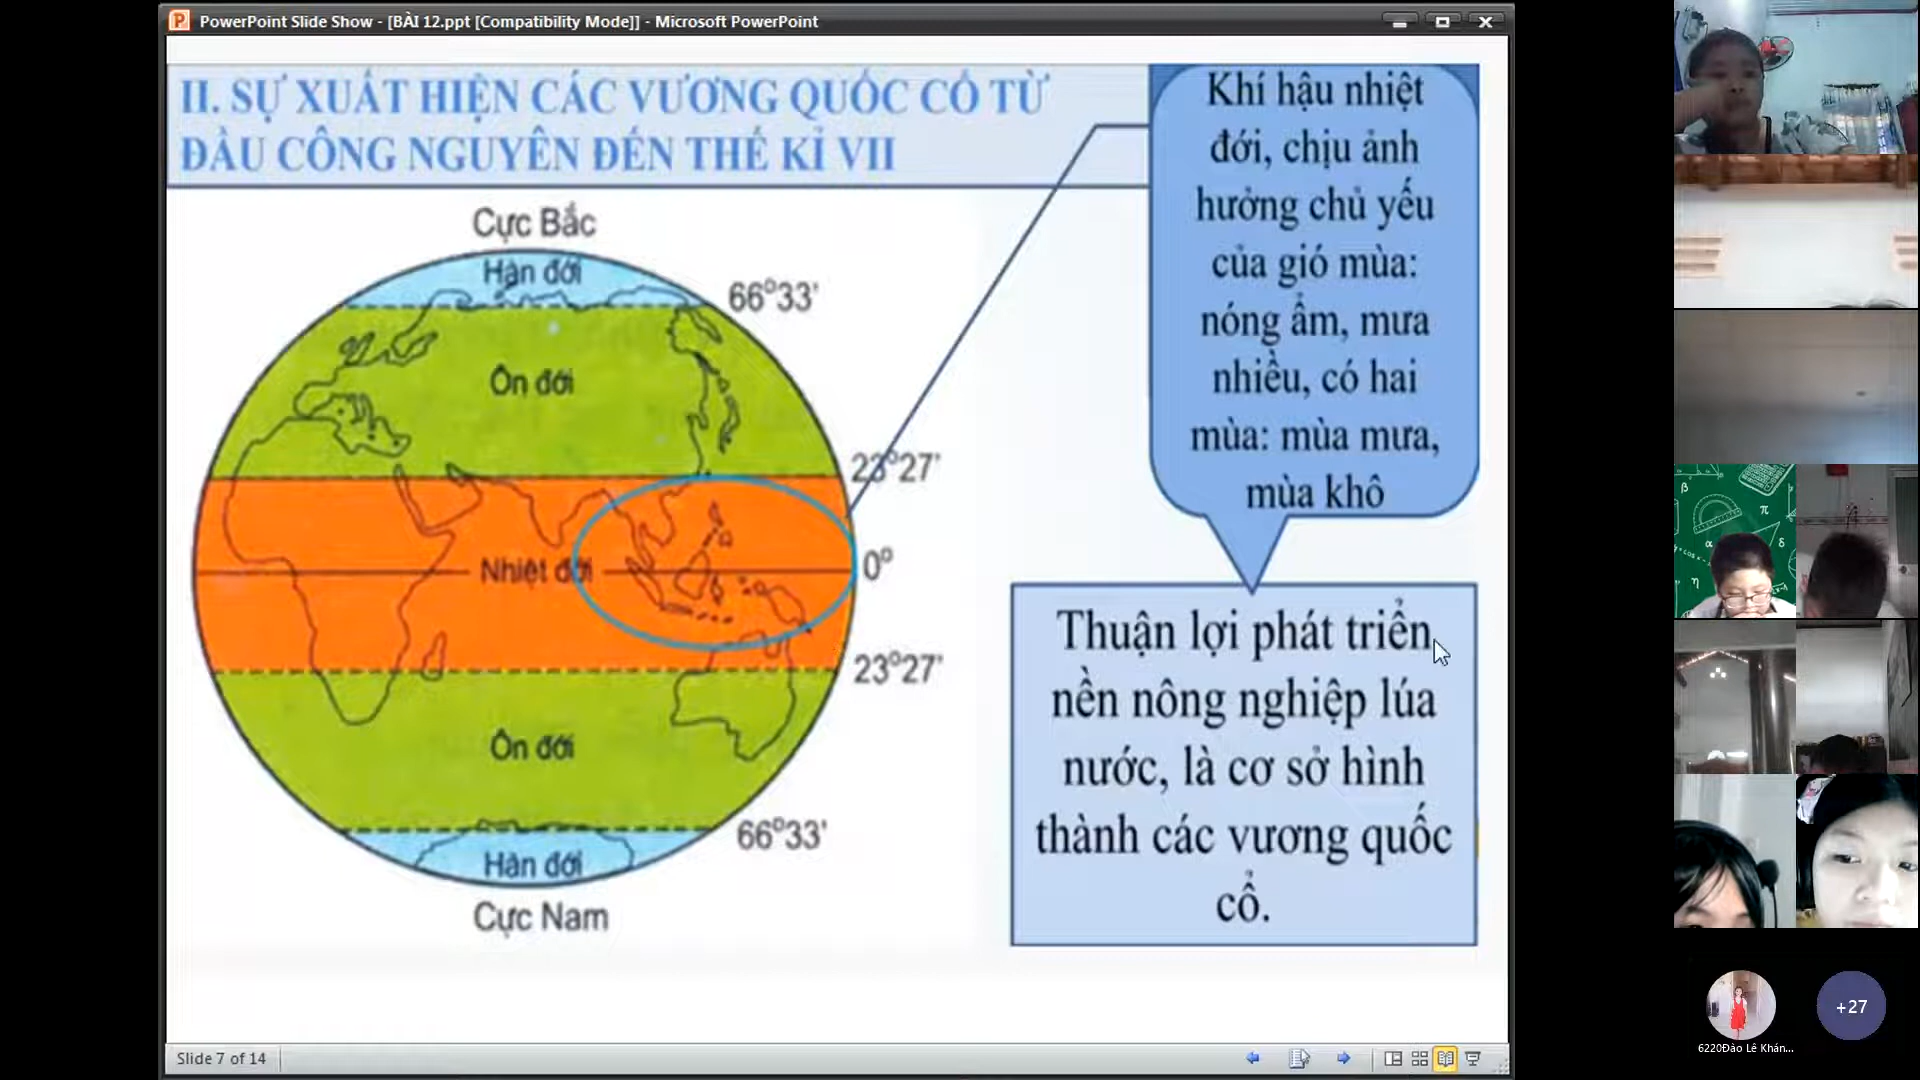 PowerPoint Slide Show - [BÀI 12.ppt [Compatibility Mode]] - Microsoft PowerPoint
II. SỰ XUẤT HIỆN CÁC VƯƠNG QUỐC CỔ TỪ
ĐẦU CÔNG NGUYÊN ĐẾN THẾ KỈ VII
Cực Bắc
Hàn đới
66°33'
Ôn đới
23°27'
Nhiệt đới
0°
23°27'
Ôn đới
66°33'
Hàn đới
Cực Nam
Khí hậu nhiệt
đới, chịu ảnh
hưởng chủ yếu
của gió mùa:
nóng ẩm, mưa
nhiều, có hai
mùa: mùa mưa,
mùa khô
Thuận lợi phát triển
nền nông nghiệp lúa
nước, là cơ sở hình
thành các vương quốc
cổ.
Slide 7 of 14
+27
6220Đào Lê Khán...